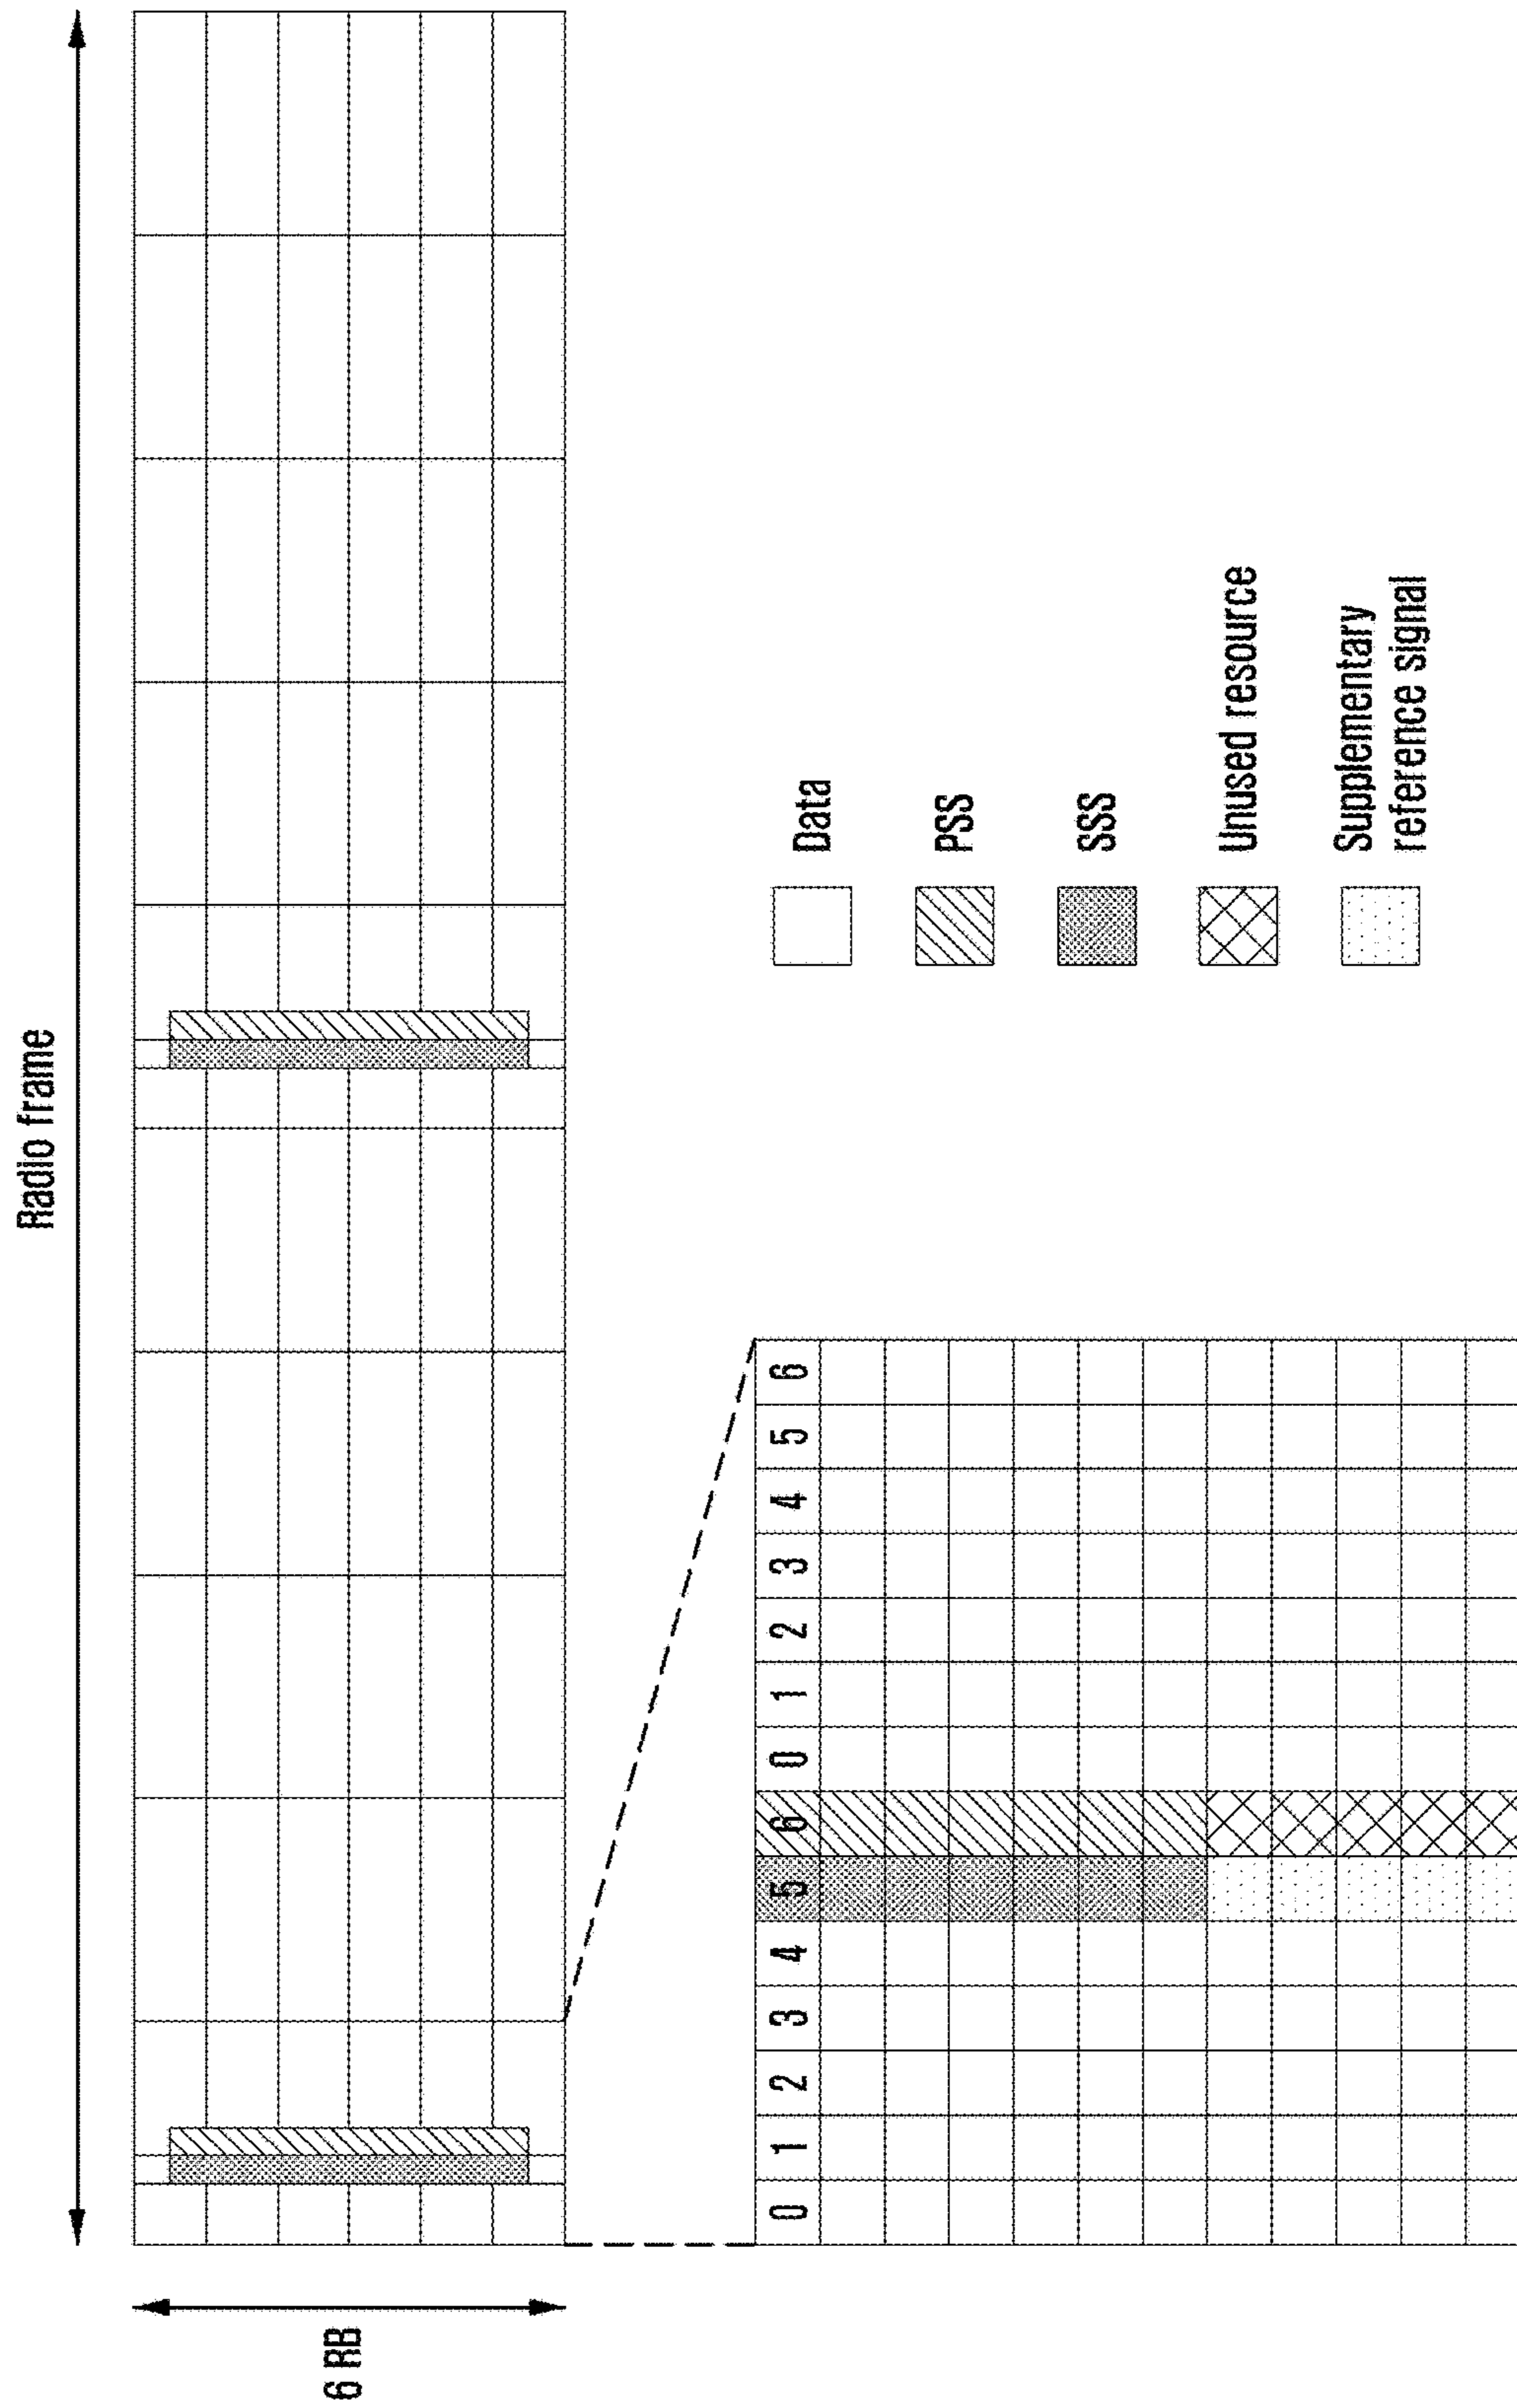 Radio frame
6 RB
0 1 2 3 4 5 6 0 1 2 3 4 5 6
Data
PSS
SSS
Unused resource
Supplementary
reference signal